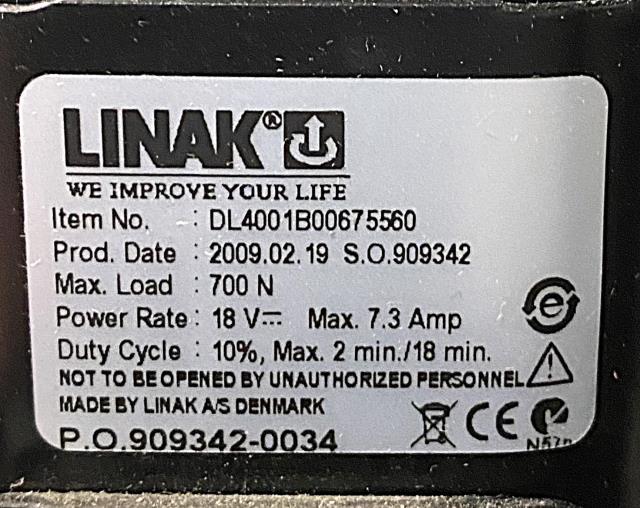 LINAK®
WE IMPROVE YOUR LIFE
Item No. : DL4001B00675560
Prod. Date : 2009.02.19 S.O.909342
Max. Load : 700 N
Power Rate : 18 V⎓ Max. 7.3 Amp
Duty Cycle : 10%, Max. 2 min./18 min.
NOT TO BE OPENED BY UNAUTHORIZED PERSONNEL
MADE BY LINAK A/S DENMARK
P.O.909342-0034
e
CE